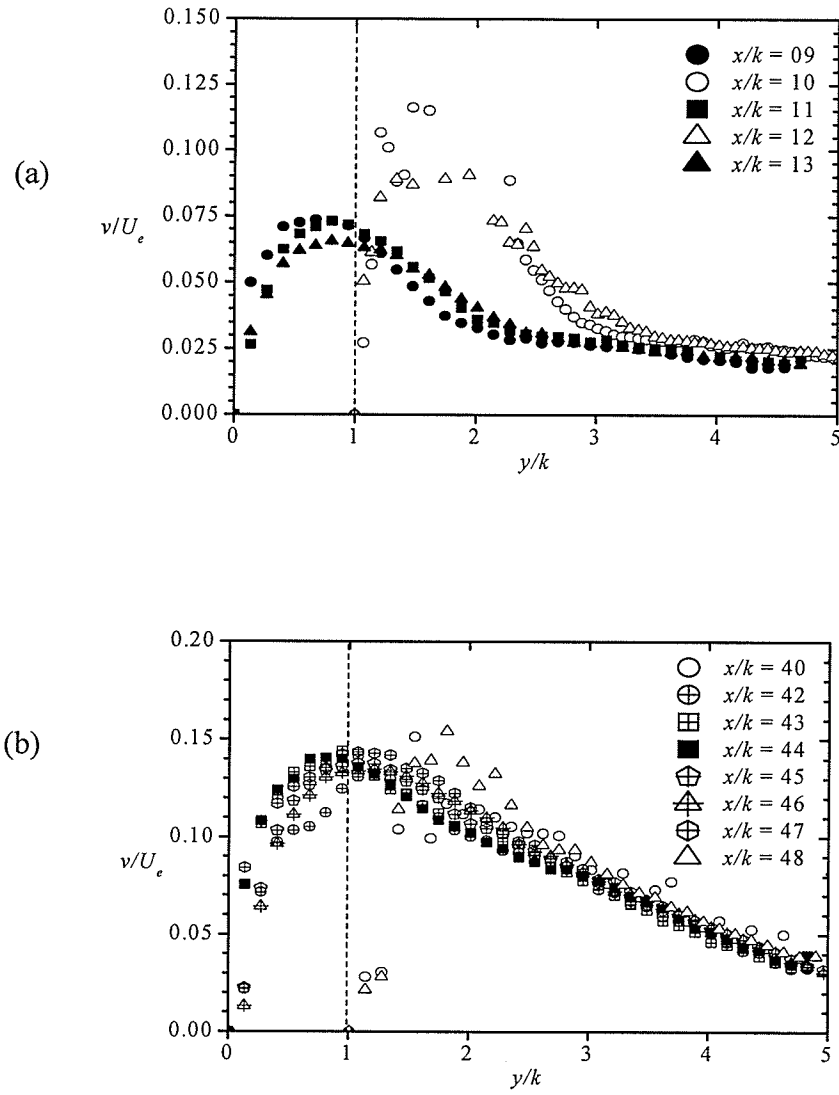 (a)
0.150
0.125
0.100
0.075
0.050
0.025
0.000
v/Ue
0
1
2
3
4
5
y/k
x/k = 09
x/k = 10
x/k = 11
x/k = 12
x/k = 13
(b)
0.20
0.15
0.10
0.05
0.00
v/Ue
0
1
2
3
4
5
y/k
x/k = 40
x/k = 42
x/k = 43
x/k = 44
x/k = 45
x/k = 46
x/k = 47
x/k = 48